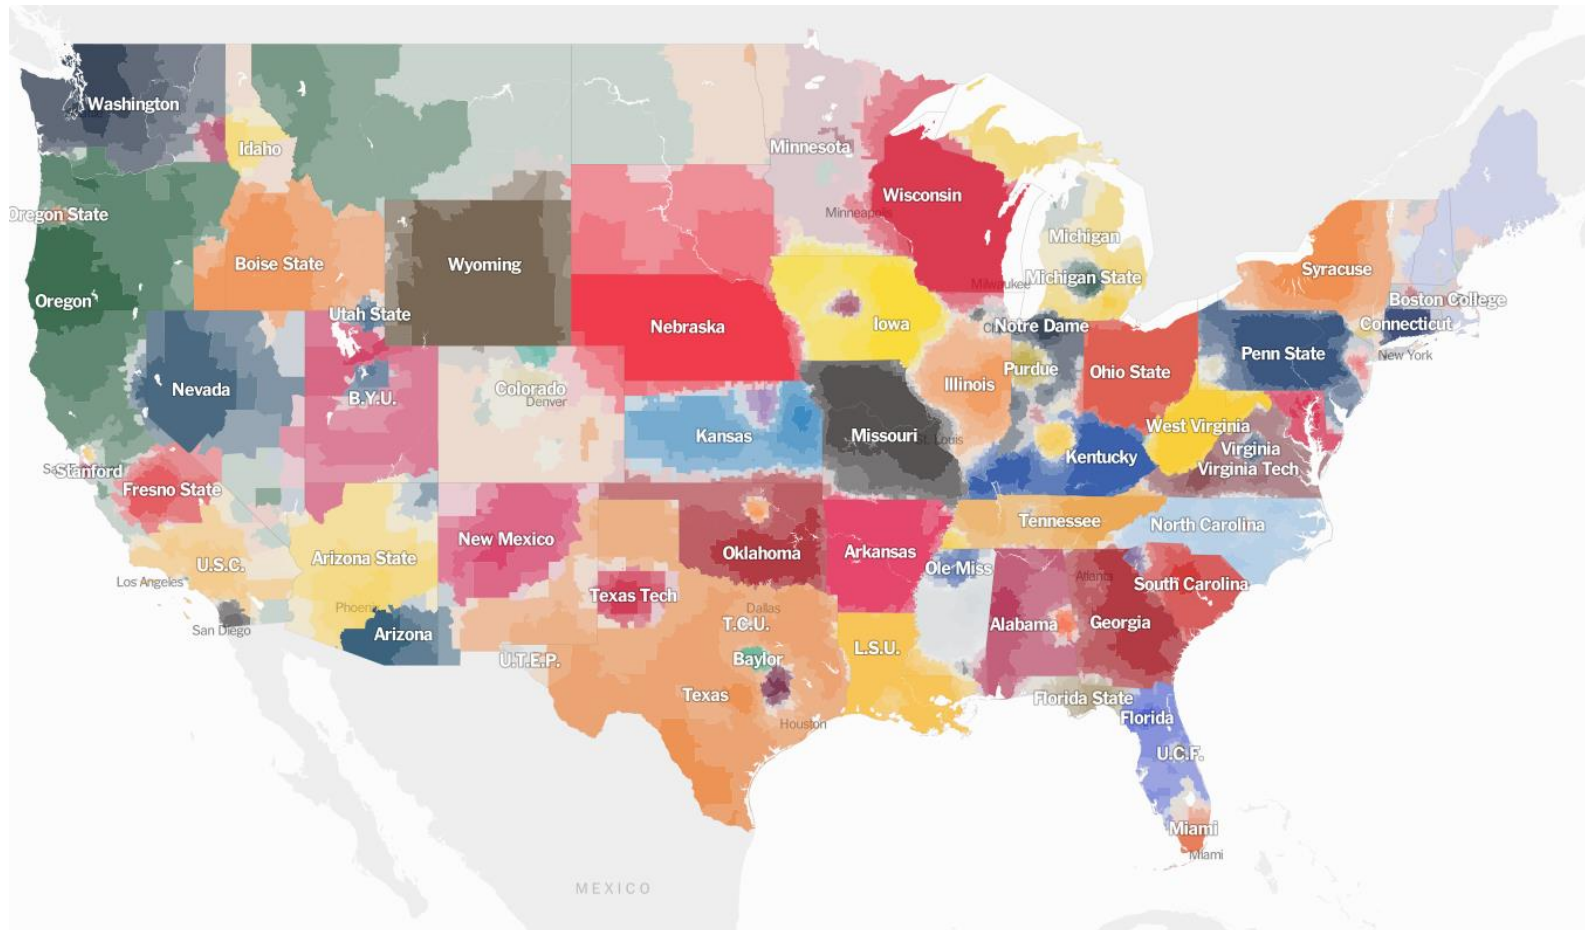 Washington
Idaho
Oregon State
Boise State
Oregon
Utah State
Wyoming
Nevada
B.Y.U.
Stanford
Fresno State
U.S.C.
Los Angeles
San Diego
Arizona State
Phoenix
Arizona
New Mexico
Colorado
Denver
Nebraska
Kansas
Minnesota
Minneapolis
Wisconsin
Milwaukee
Iowa
Missouri
St. Louis
Illinois
Michigan
Michigan State
Notre Dame
Purdue
Ohio State
Kentucky
West Virginia
Virginia
Virginia Tech
Penn State
Syracuse
Boston College
Connecticut
New York
Tennessee
North Carolina
South Carolina
Atlanta
Georgia
Alabama
Ole Miss
Arkansas
Oklahoma
Texas Tech
Dallas
T.C.U.
Baylor
U.T.E.P.
Texas
Houston
L.S.U.
Florida State
Florida
U.C.F.
Miami
Miami
MEXICO